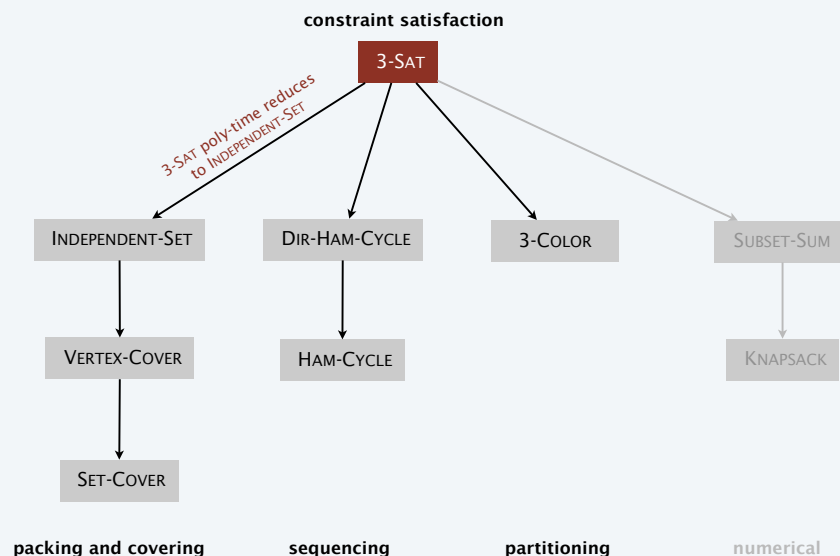 constraint satisfaction
3-SAT
3-SAT poly-time reduces
to INDEPENDENT-SET
INDEPENDENT-SET
DIR-HAM-CYCLE
3-COLOR
SUBSET-SUM
VERTEX-COVER
HAM-CYCLE
KNAPSACK
SET-COVER
packing and covering
sequencing
partitioning
numerical